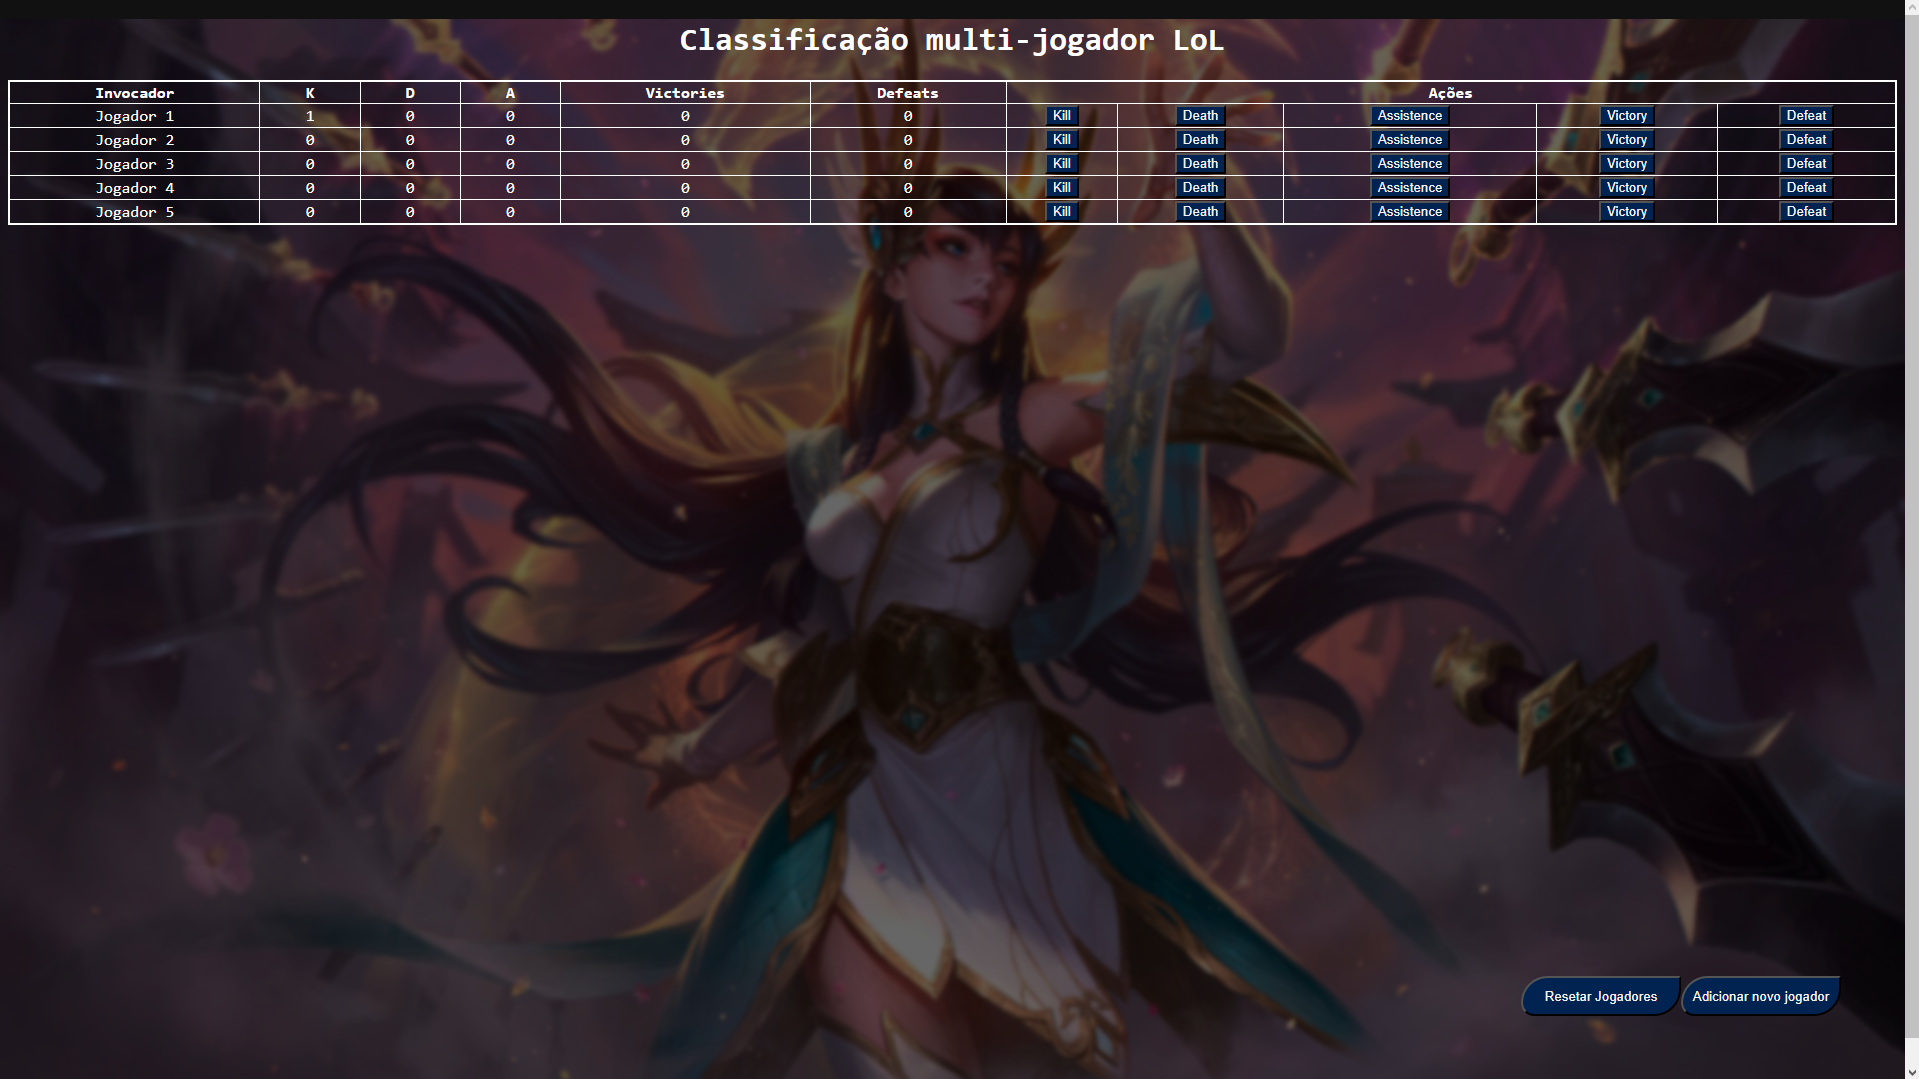 Classificação multi-jogador LoL
Invocador K D A Victories Defeats Ações
Jogador 1 1 0 0 0 0 Kill Death Assistence Victory Defeat
Jogador 2 0 0 0 0 0 Kill Death Assistence Victory Defeat
Jogador 3 0 0 0 0 0 Kill Death Assistence Victory Defeat
Jogador 4 0 0 0 0 0 Kill Death Assistence Victory Defeat
Jogador 5 0 0 0 0 0 Kill Death Assistence Victory Defeat
Resetar Jogadores Adicionar novo jogador